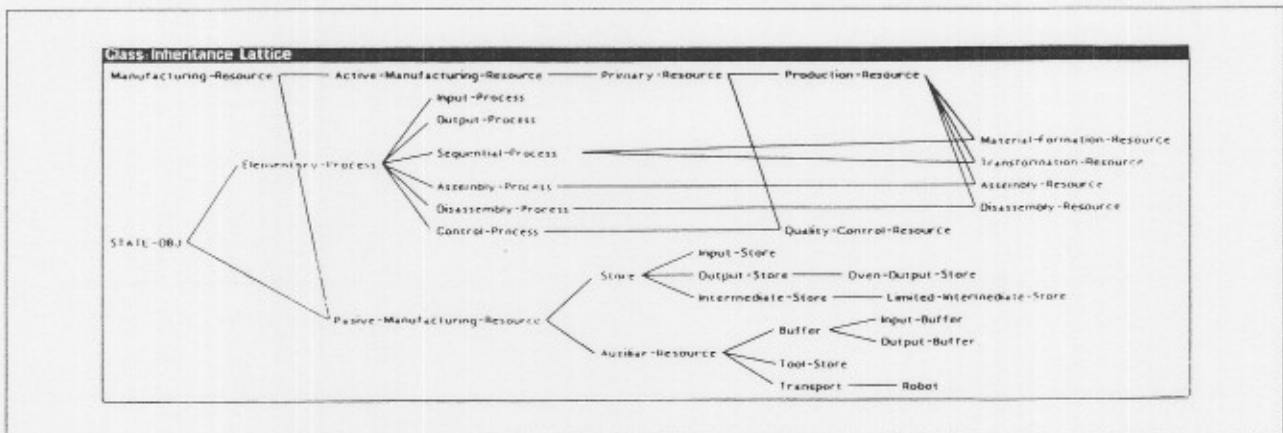 Class-Inheritance Lattice
Manufacturing-Resource Active-Manufacturing-Resource Primary-Resource Production-Resource
Input-Process
Output-Process
Sequential-Process Material-Formation-Resource
Elementary-Process Transformation-Resource
Assembly-Process Assembly-Resource
Disassembly-Process Disassembly-Resource
Control-Process Quality-Control-Resource
STATE-OBJ
Input-Store
Store Output-Store Oven-Output-Store
Intermediate-Store Limited-Intermediate-Store
Pasive-Manufacturing-Resource Buffer Input-Buffer
Output-Buffer
Auxiliar-Resource Tool-Store
Transport Robot